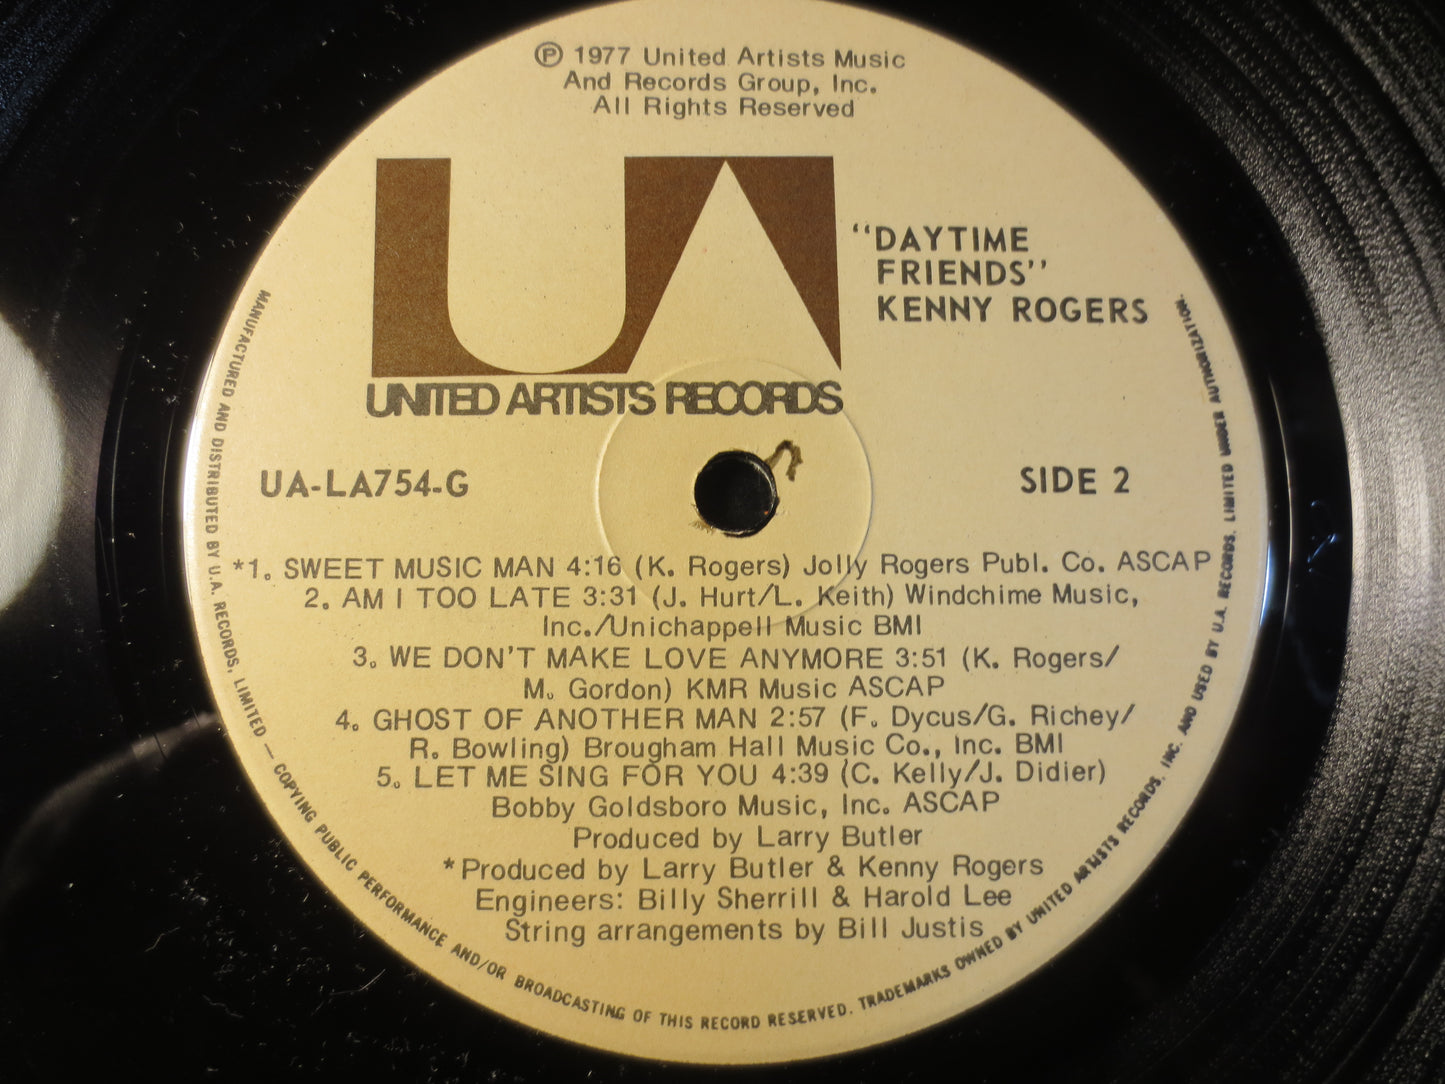 ℗ 1977 United Artists Music
And Records Group, Inc.
All Rights Reserved
UA
"DAYTIME
FRIENDS"
KENNY ROGERS
UNITED ARTISTS RECORDS
UA-LA754-G
SIDE 2
*1. SWEET MUSIC MAN 4:16 (K. Rogers) Jolly Rogers Publ. Co. ASCAP
2. AM I TOO LATE 3:31 (J. Hurt/L. Keith) Windchime Music,
Inc./Unichappell Music BMI
3. WE DON'T MAKE LOVE ANYMORE 3:51 (K. Rogers/
M. Gordon) KMR Music ASCAP
4. GHOST OF ANOTHER MAN 2:57 (F. Dycus/G. Richey/
R. Bowling) Brougham Hall Music Co., Inc. BMI
5. LET ME SING FOR YOU 4:39 (C. Kelly/J. Didier)
Bobby Goldsboro Music, Inc. ASCAP
Produced by Larry Butler
*Produced by Larry Butler & Kenny Rogers
Engineers: Billy Sherrill & Harold Lee
String arrangements by Bill Justis
MANUFACTURED AND DISTRIBUTED BY U.A. RECORDS, LIMITED — COPYING PUBLIC PERFORMANCE AND/OR BROADCASTING OF THIS RECORD RESERVED. TRADEMARKS OWNED BY UNITED ARTISTS RECORDS, INC. AND USED BY U.A. RECORDS, LIMITED UNDER AUTHORIZATION.